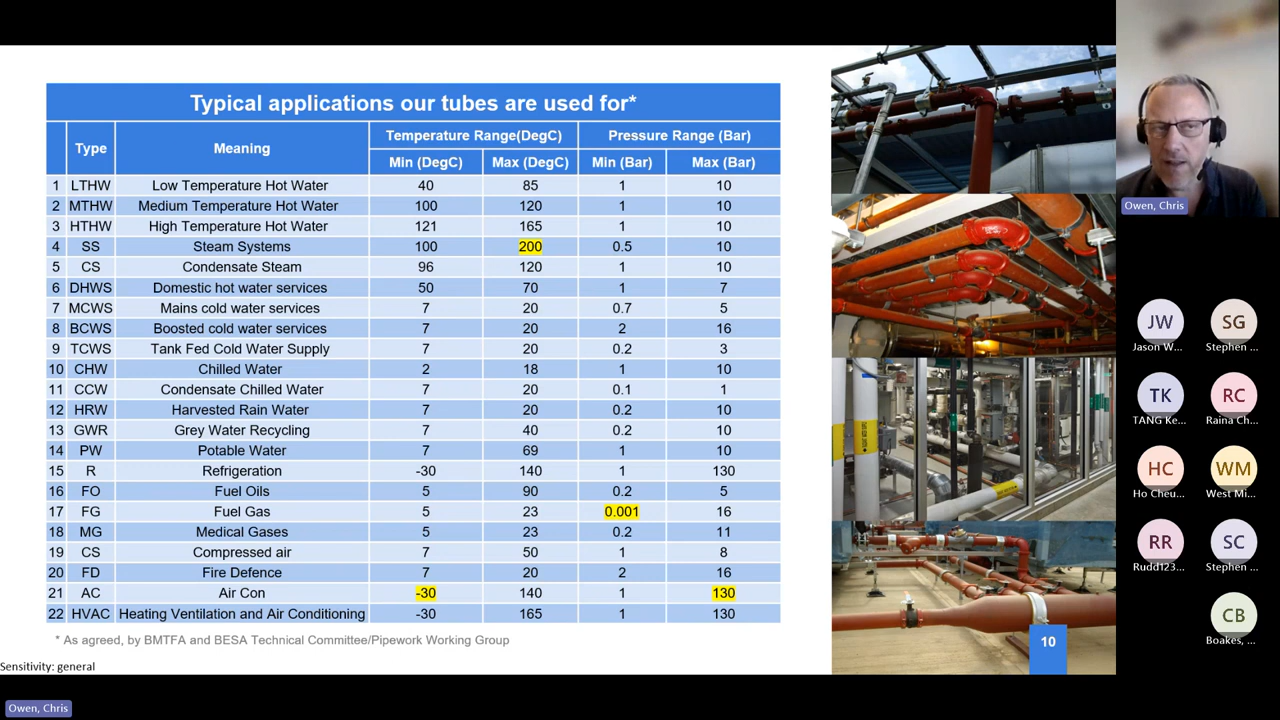 Typical applications our tubes are used for*
Type Meaning Temperature Range(DegC) Pressure Range (Bar)
Min (DegC) Max (DegC) Min (Bar) Max (Bar)
1 LTHW Low Temperature Hot Water 40 85 1 10
2 MTHW Medium Temperature Hot Water 100 120 1 10
3 HTHW High Temperature Hot Water 121 165 1 10
4 SS Steam Systems 100 200 0.5 10
5 CS Condensate Steam 96 120 1 10
6 DHWS Domestic hot water services 50 70 1 7
7 MCWS Mains cold water services 7 20 0.7 5
8 BCWS Boosted cold water services 7 20 2 16
9 TCWS Tank Fed Cold Water Supply 7 20 0.2 3
10 CHW Chilled Water 2 18 1 10
11 CCW Condensate Chilled Water 7 20 0.1 1
12 HRW Harvested Rain Water 7 20 0.2 10
13 GWR Grey Water Recycling 7 40 0.2 10
14 PW Potable Water 7 69 1 10
15 R Refrigeration -30 140 1 130
16 FO Fuel Oils 5 90 0.2 5
17 FG Fuel Gas 5 23 0.001 16
18 MG Medical Gases 5 23 0.2 11
19 CS Compressed air 7 50 1 8
20 FD Fire Defence 7 20 2 16
21 AC Air Con -30 140 1 130
22 HVAC Heating Ventilation and Air Conditioning -30 165 1 130
* As agreed, by BMTFA and BESA Technical Committee/Pipework Working Group
10
Sensitivity: general
Owen, Chris
Owen, Chris
JW SG
Jason W... Stephen ...
TK RC
TANG Ke... Raina Ch...
HC WM
Ho Cheu... West Mi...
RR SC
Rudd123... Stephen ...
CB
Boakes, ...